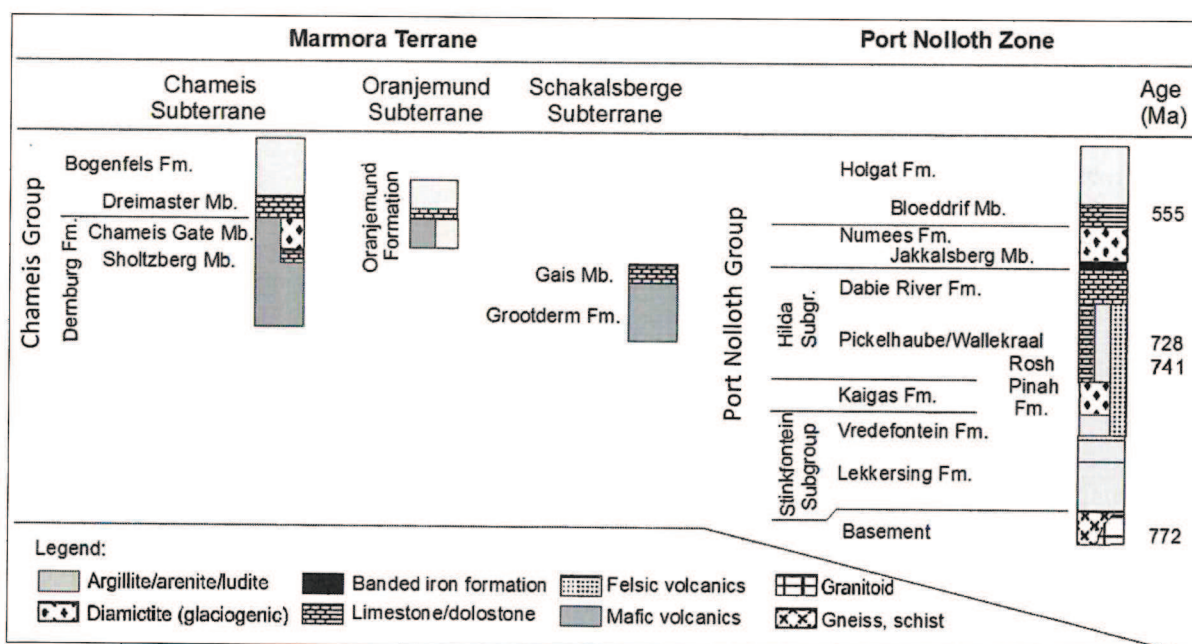 Marmora Terrane
Port Nolloth Zone
Chameis
Subterrane
Oranjemund
Subterrane
Schakalsberge
Subterrane
Age
(Ma)
Chameis Group
Bogenfels Fm.
Dreimaster Mb.
Dernburg Fm.
Chameis Gate Mb.
Sholtzberg Mb.
Oranjemund
Formation
Gais Mb.
Grootderm Fm.
Port Nolloth Group
Holgat Fm.
Bloeddrif Mb.
555
Numees Fm.
Jakkalsberg Mb.
Hilda
Subgr.
Dabie River Fm.
Pickelhaube/Wallekraal
728
Rosh
741
Pinah
Kaigas Fm.
Fm.
Stinkfontein
Subgroup
Vredefontein Fm.
Lekkersing Fm.
Basement
772
Legend:
Argillite/arenite/ludite
Banded iron formation
Felsic volcanics
Granitoid
Diamictite (glaciogenic)
Limestone/dolostone
Mafic volcanics
Gneiss, schist